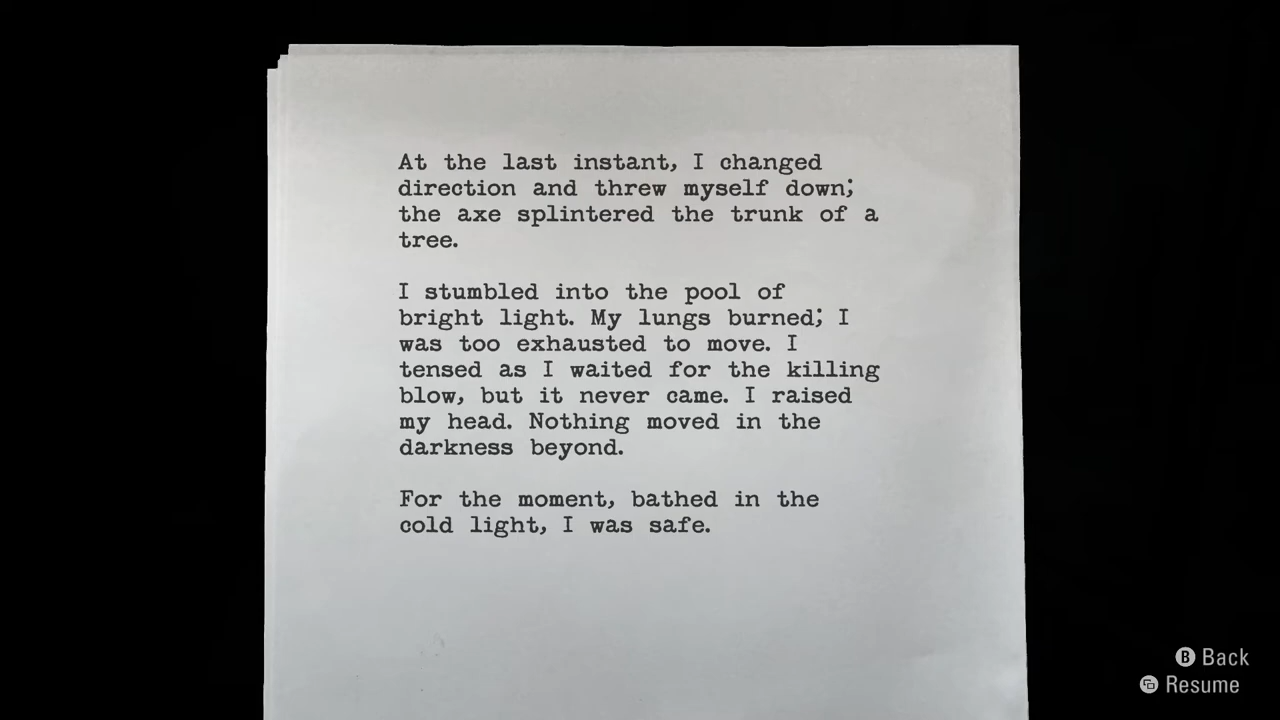 At the last instant, I changed
direction and threw myself down;
the axe splintered the trunk of a
tree.
I stumbled into the pool of
bright light. My lungs burned; I
was too exhausted to move. I
tensed as I waited for the killing
blow, but it never came. I raised
my head. Nothing moved in the
darkness beyond.
For the moment, bathed in the
cold light, I was safe.
B Back
Resume